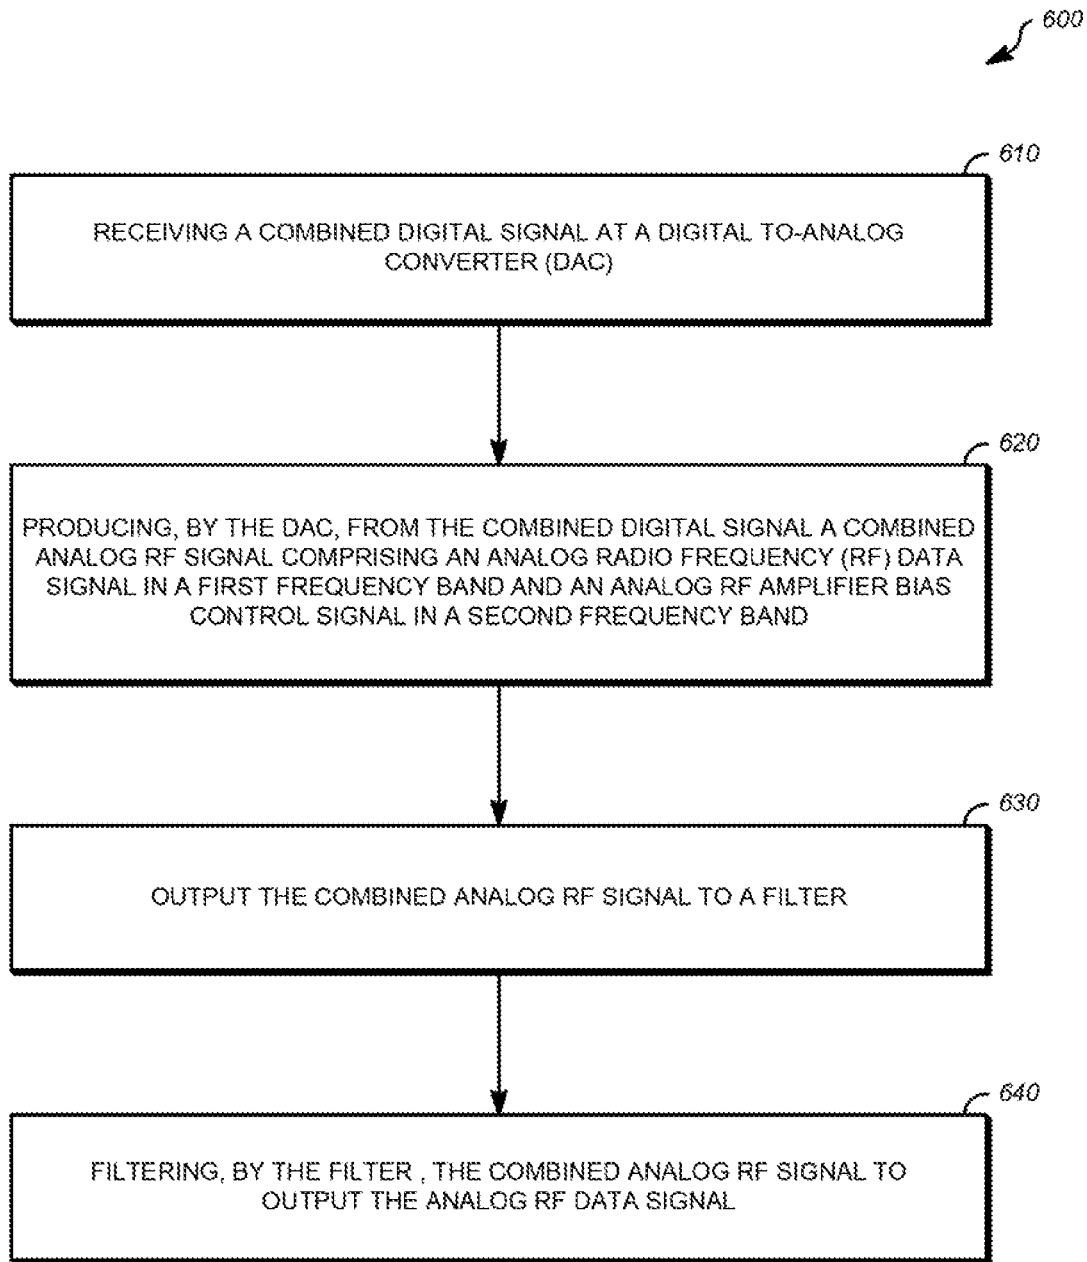 600
610
RECEIVING A COMBINED DIGITAL SIGNAL AT A DIGITAL TO-ANALOG
CONVERTER (DAC)
620
PRODUCING, BY THE DAC, FROM THE COMBINED DIGITAL SIGNAL A COMBINED
ANALOG RF SIGNAL COMPRISING AN ANALOG RADIO FREQUENCY (RF) DATA
SIGNAL IN A FIRST FREQUENCY BAND AND AN ANALOG RF AMPLIFIER BIAS
CONTROL SIGNAL IN A SECOND FREQUENCY BAND
630
OUTPUT THE COMBINED ANALOG RF SIGNAL TO A FILTER
640
FILTERING, BY THE FILTER , THE COMBINED ANALOG RF SIGNAL TO
OUTPUT THE ANALOG RF DATA SIGNAL